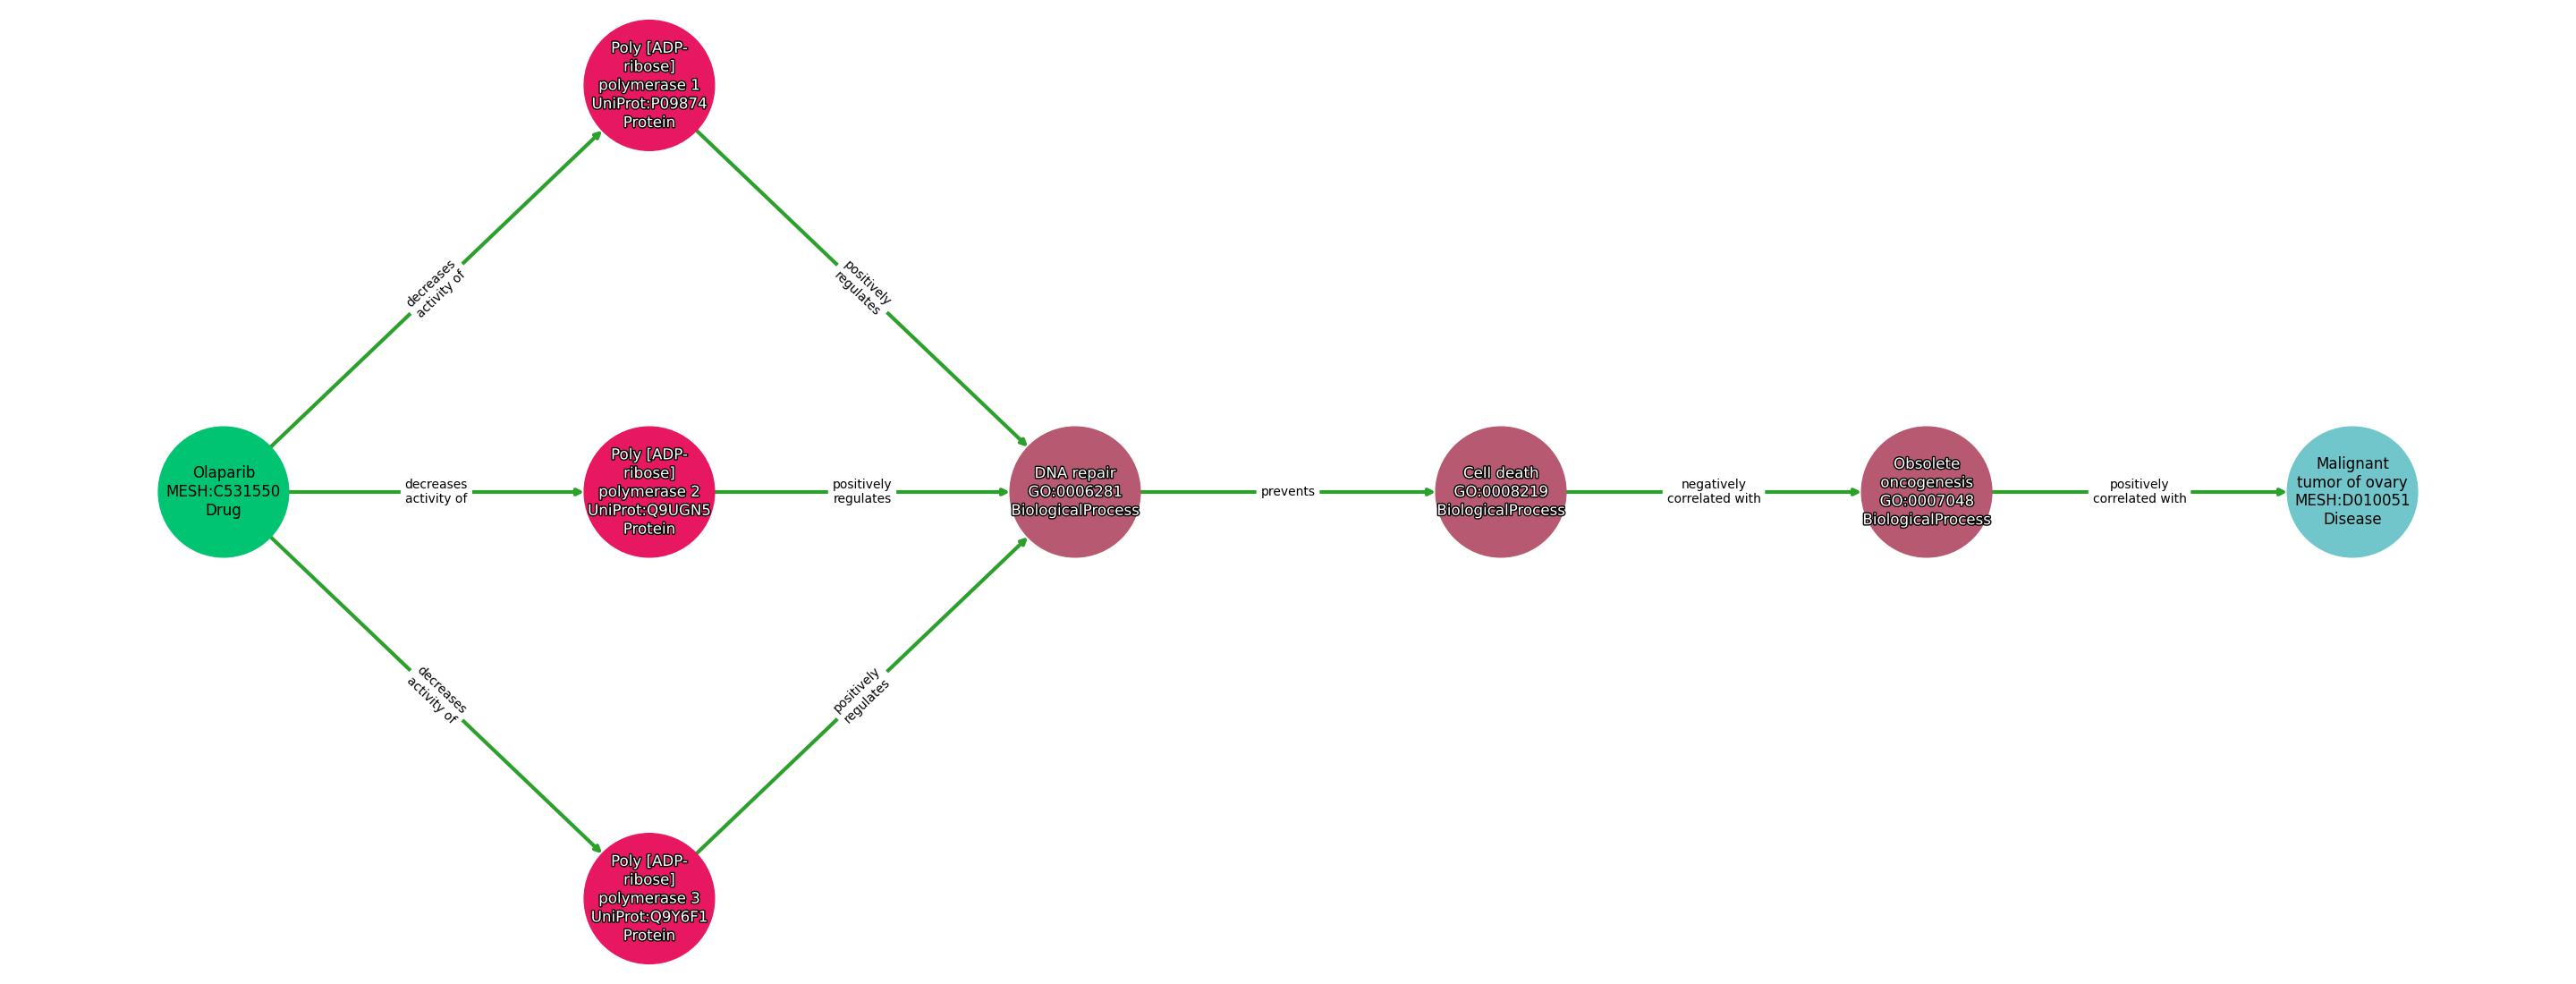 Poly [ADP-
ribose]
polymerase 1
UniProt:P09874
Protein
decreases
activity of
positively
regulates
Olaparib
MESH:C531550
Drug
decreases
activity of
Poly [ADP-
ribose]
polymerase 2
UniProt:Q9UGN5
Protein
positively
regulates
DNA repair
GO:0006281
BiologicalProcess
prevents
Cell death
GO:0008219
BiologicalProcess
negatively
correlated with
Obsolete
oncogenesis
GO:0007048
BiologicalProcess
positively
correlated with
Malignant
tumor of ovary
MESH:D010051
Disease
decreases
activity of
positively
regulates
Poly [ADP-
ribose]
polymerase 3
UniProt:Q9Y6F1
Protein